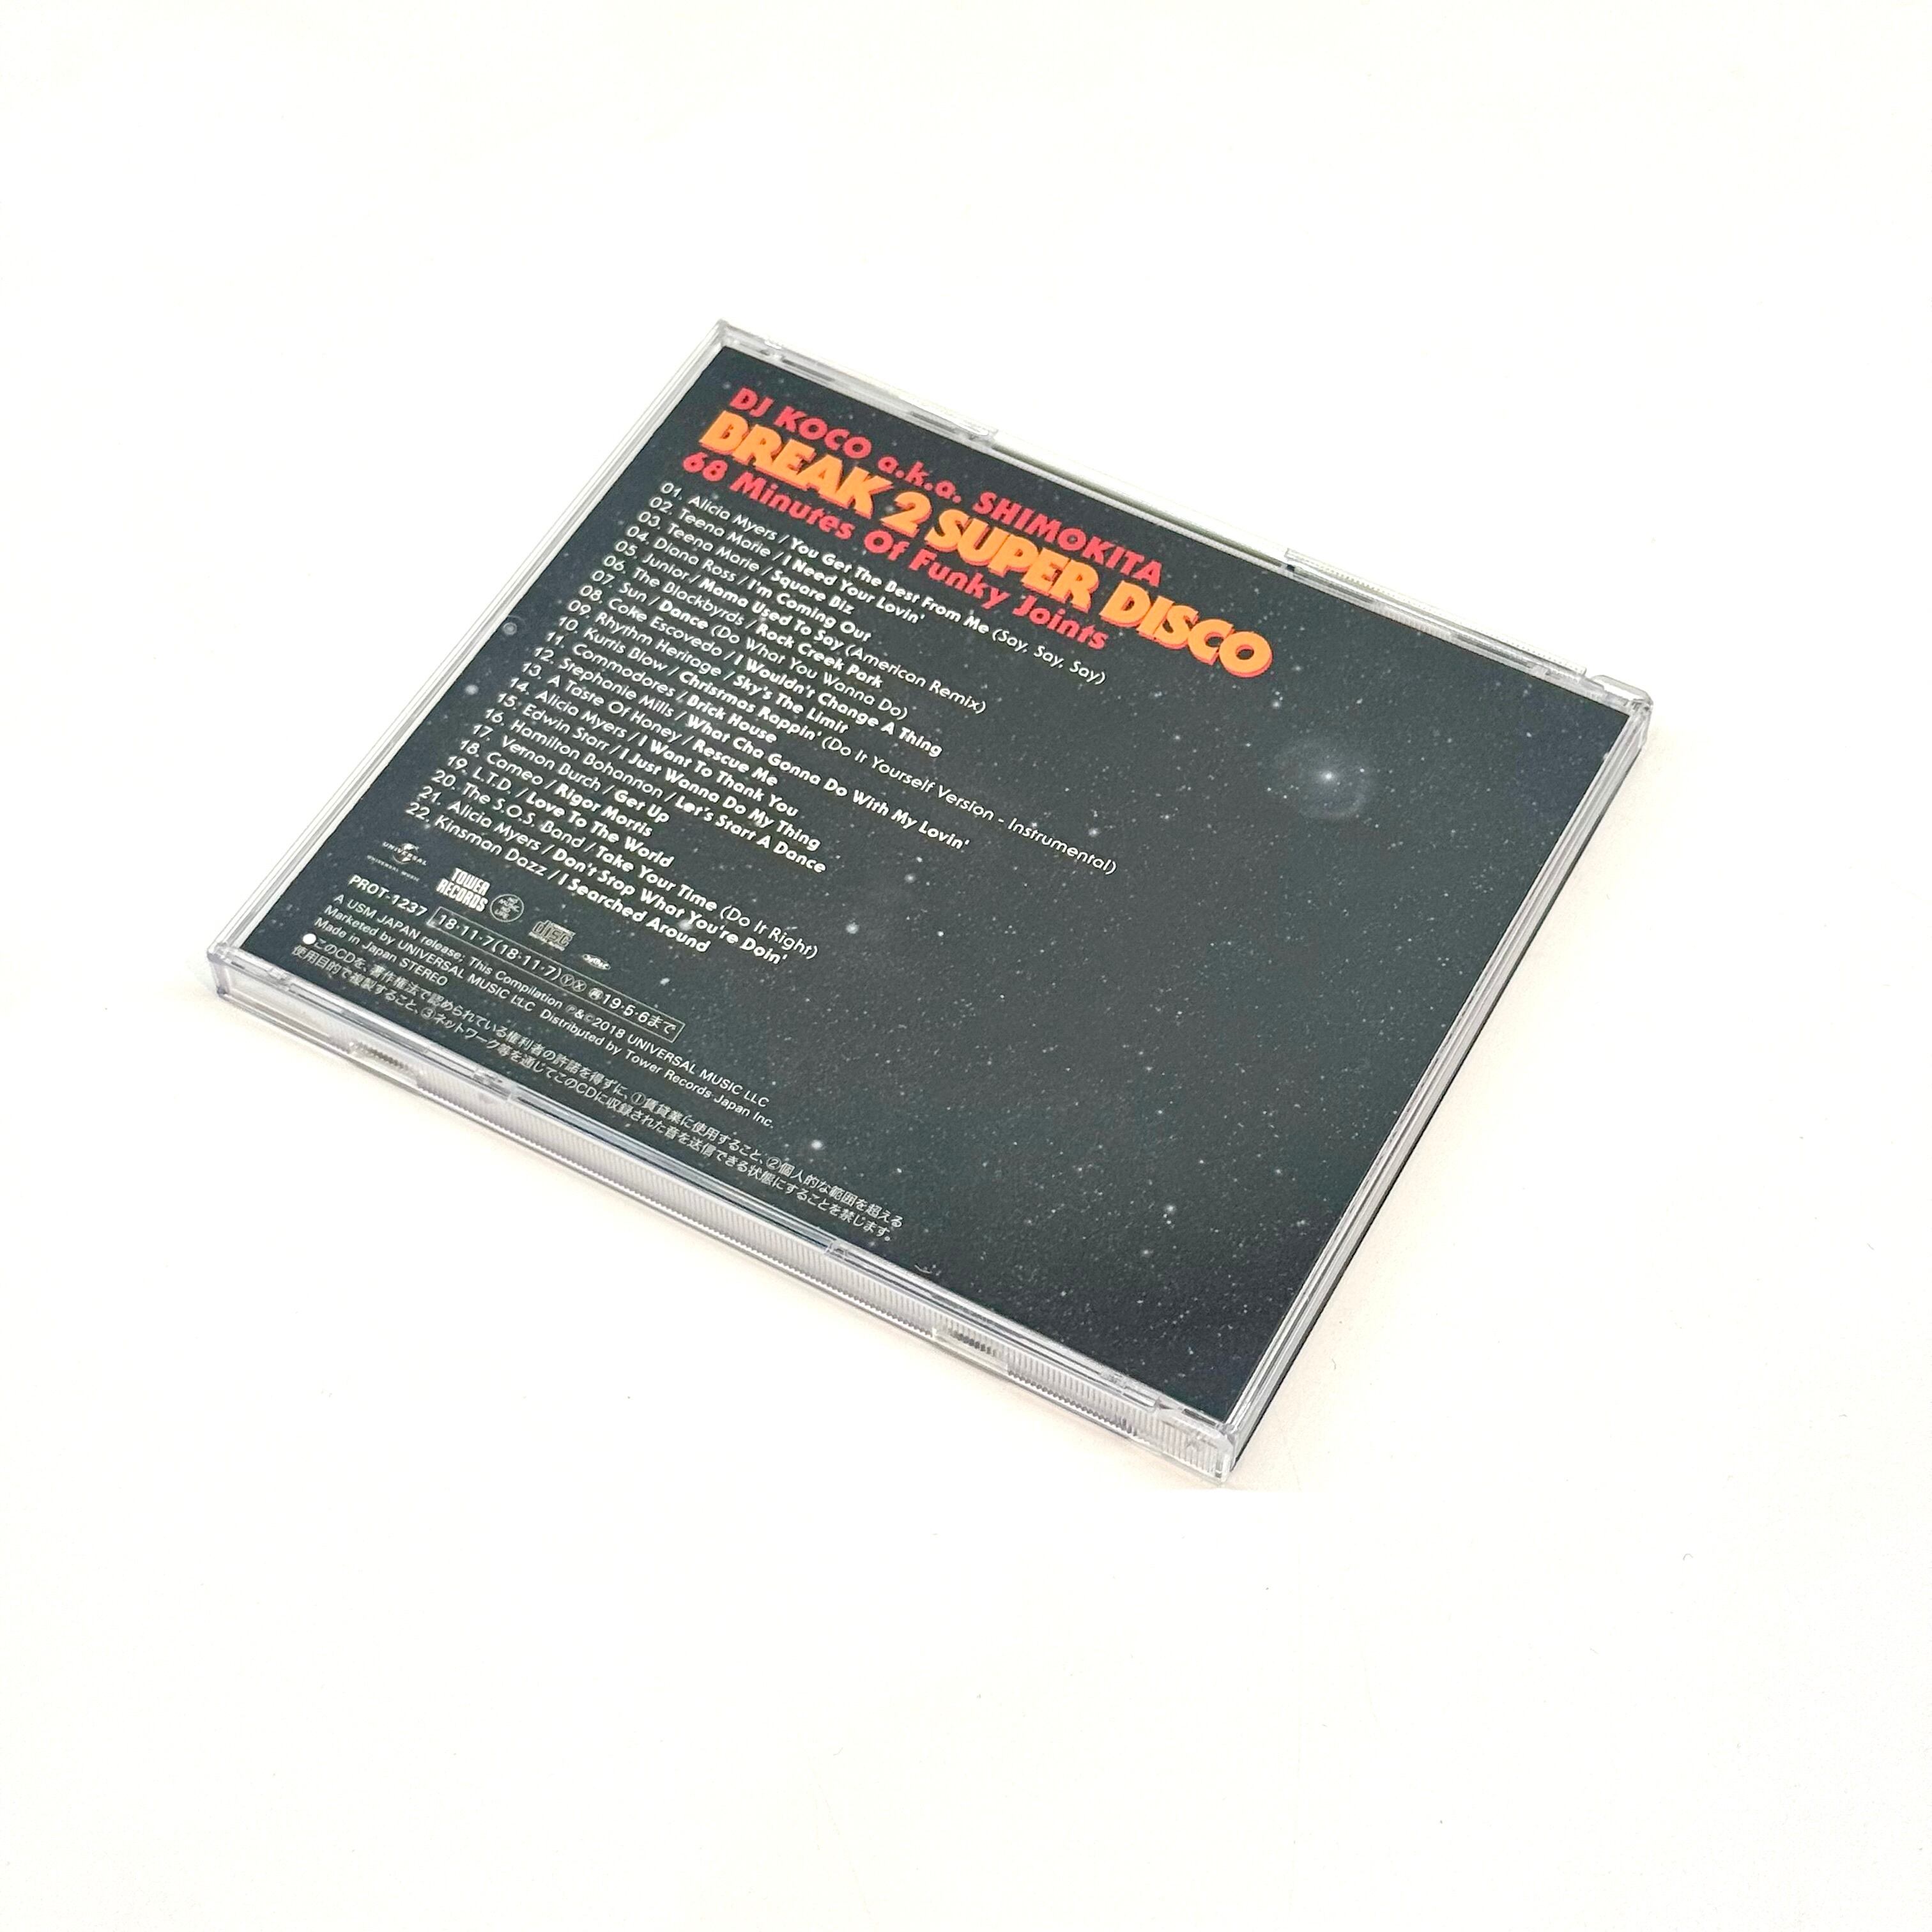 DJ KOCO a.k.a. SHIMOKITA
BREAK 2 SUPER DISCO
68 Minutes Of Funky Joints
01. Alicia Myers / You Get The Best From Me (Say, Say, Say)
02. Teena Marie / I Need Your Lovin'
03. Teena Marie / Square Biz
04. Diana Ross / I'm Coming Out
05. Junior / Mama Used To Say (American Remix)
06. The Blackbyrds / Rock Creek Park
07. Sun / Dance (Do What You Wanna Do)
08. Coke Escovedo / I Wouldn't Change A Thing
09. Rhythm Heritage / Sky's The Limit
10. Kurtis Blow / Christmas Rappin' (Do It Yourself Version - Instrumental)
11. Commodores / Brick House
12. Stephanie Mills / What Cha Gonna Do With My Lovin'
13. A Taste Of Honey / Rescue Me
14. Alicia Myers / I Want To Thank You
15. Edwin Starr / I Just Wanna Do My Thing
16. Hamilton Bohannon / Let's Start A Dance
17. Vernon Burch / Get Up
18. Cameo / Rigor Mortis
19. L.T.D. / Love To The World
20. The S.O.S. Band / Take Your Time (Do It Right)
21. Alicia Myers / Don't Stop What You're Doin'
22. Kinsman Dazz / I Searched Around
UNIVERSAL
UNIVERSAL MUSIC
TOWER
RECORDS
NO
MUSIC
NO
LIFE
disc
PROT-1237 18・11・7(18・11・7)ⓎⓍ㊢19・5・6まで
A USM JAPAN release: This Compilation ℗&©2018 UNIVERSAL MUSIC LLC
Marketed by UNIVERSAL MUSIC LLC Distributed by Tower Records Japan Inc.
Made in Japan STEREO
●このCDを、著作権法で認められている権利者の許諾を得ずに、①賃貸業に使用すること、②個人的な範囲を超える
使用目的で複製すること、③ネットワーク等を通じてこのCDに収録された音を送信できる状態にすることを禁じます。